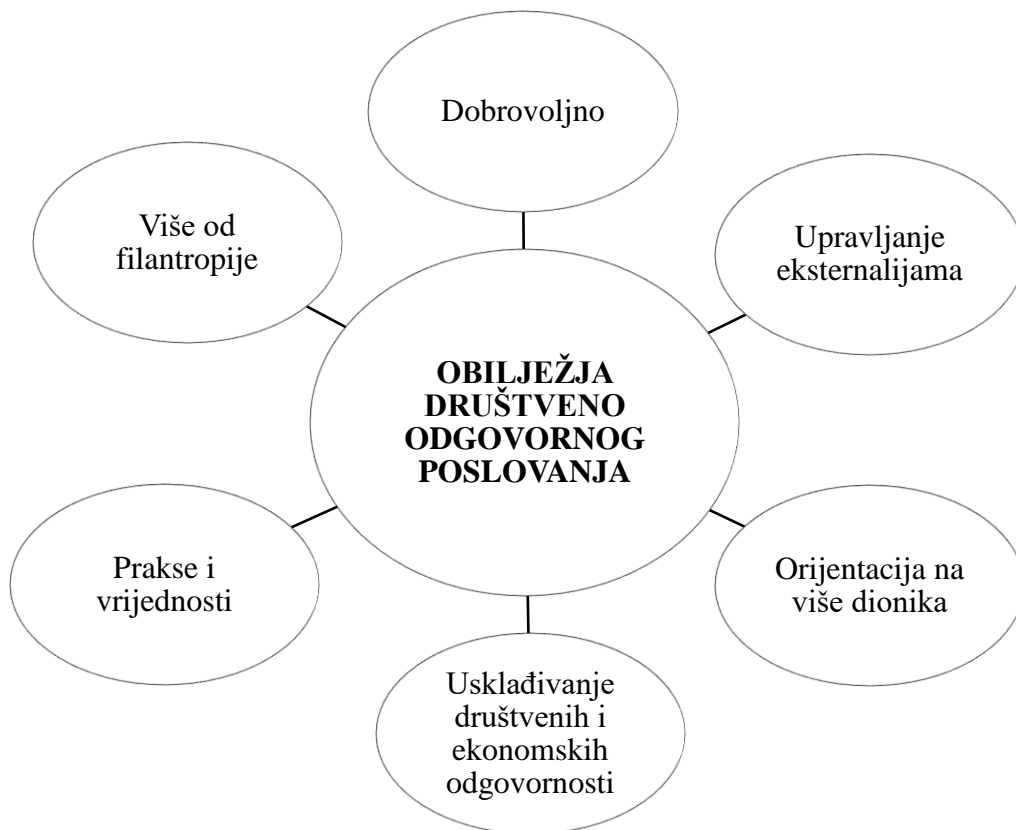 Dobrovoljno
Više od
filantropije
Upravljanje
eksternalijama
OBILJEŽJA
DRUŠTVENO
ODGOVORNOG
POSLOVANJA
Prakse i
vrijednosti
Orijentacija na
više dionika
Usklađivanje
društvenih i
ekonomskih
odgovornosti